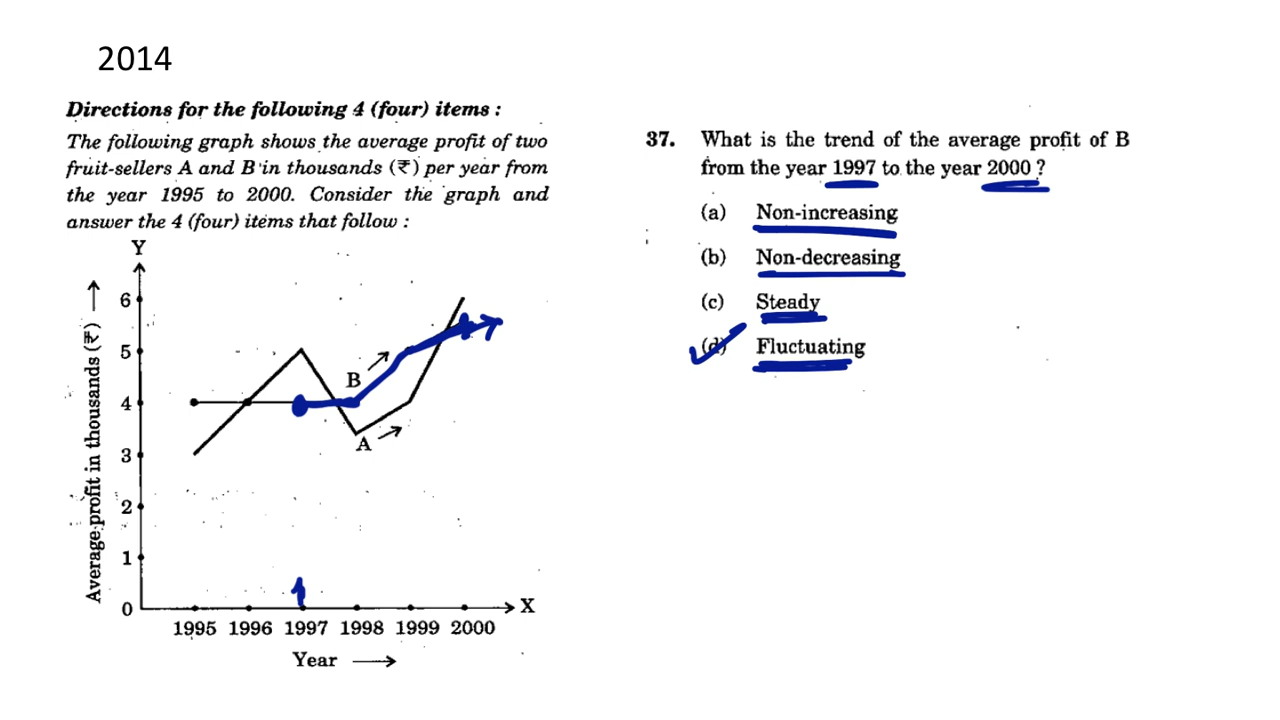 2014
Directions for the following 4 (four) items :
The following graph shows the average profit of two
fruit-sellers A and B in thousands (₹) per year from
the year 1995 to 2000. Consider the graph and
answer the 4 (four) items that follow :
Y
Average profit in thousands (₹)
6
5
4
3
2
1
0
B
A
X
1995 1996 1997 1998 1999 2000
Year
37. What is the trend of the average profit of B
from the year 1997 to the year 2000 ?
(a) Non-increasing
(b) Non-decreasing
(c) Steady
(d) Fluctuating